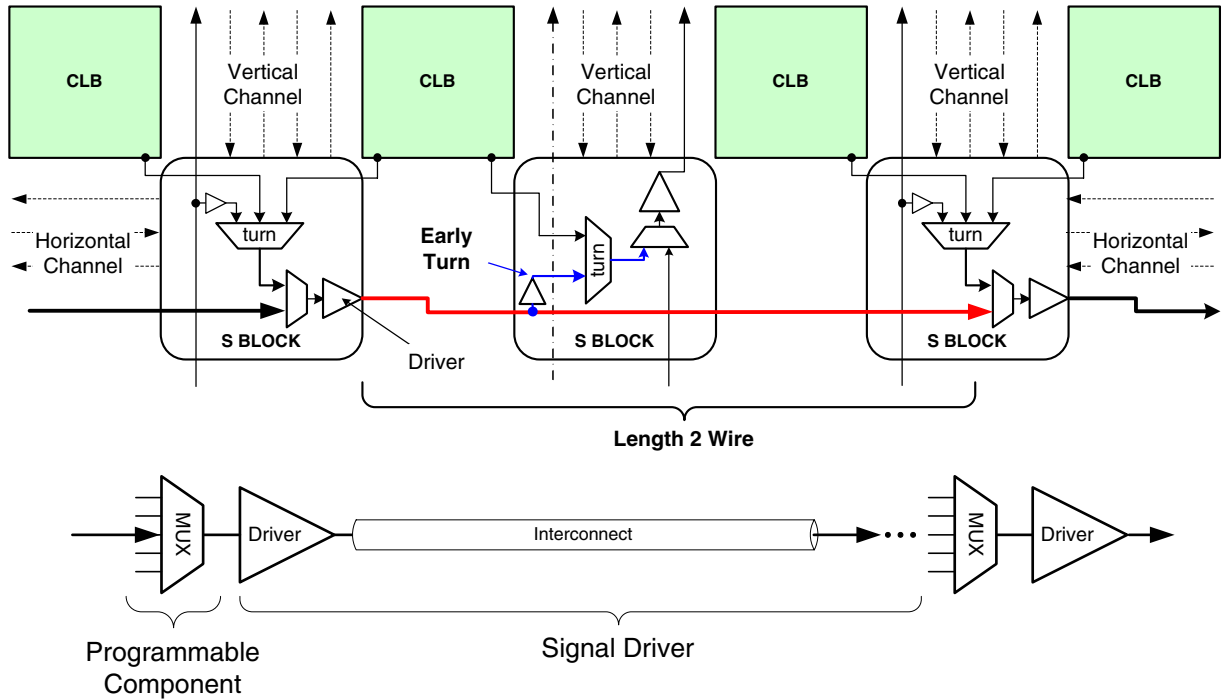 CLB
Vertical
Channel
CLB
Vertical
Channel
CLB
Vertical
Channel
CLB
Horizontal
Channel
turn
S BLOCK
Driver
Early
Turn
turn
S BLOCK
turn
S BLOCK
Horizontal
Channel
Length 2 Wire
MUX
Driver
Interconnect
MUX
Driver
Programmable
Component
Signal Driver